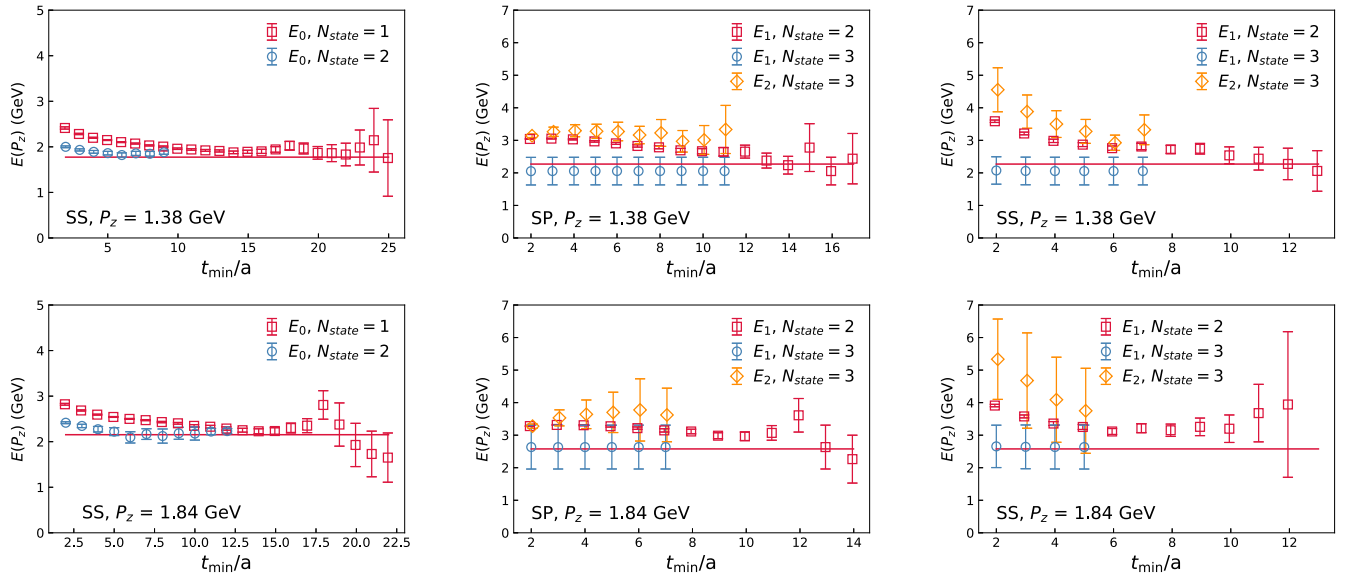 5
4
3
2
1
0
E(P_z) (GeV)
E_0, N_state = 1
E_0, N_state = 2
SS, P_z = 1.38 GeV
5 10 15 20 25
t_min/a
7
6
5
4
3
2
1
0
E(P_z) (GeV)
E_1, N_state = 2
E_1, N_state = 3
E_2, N_state = 3
SP, P_z = 1.38 GeV
2 4 6 8 10 12 14 16
t_min/a
7
6
5
4
3
2
1
0
E(P_z) (GeV)
E_1, N_state = 2
E_1, N_state = 3
E_2, N_state = 3
SS, P_z = 1.38 GeV
2 4 6 8 10 12
t_min/a
5
4
3
2
1
0
E(P_z) (GeV)
E_0, N_state = 1
E_0, N_state = 2
SS, P_z = 1.84 GeV
2.5 5.0 7.5 10.0 12.5 15.0 17.5 20.0 22.5
t_min/a
7
6
5
4
3
2
1
0
E(P_z) (GeV)
E_1, N_state = 2
E_1, N_state = 3
E_2, N_state = 3
SP, P_z = 1.84 GeV
2 4 6 8 10 12 14
t_min/a
7
6
5
4
3
2
1
0
E(P_z) (GeV)
E_1, N_state = 2
E_1, N_state = 3
E_2, N_state = 3
SS, P_z = 1.84 GeV
2 4 6 8 10 12
t_min/a